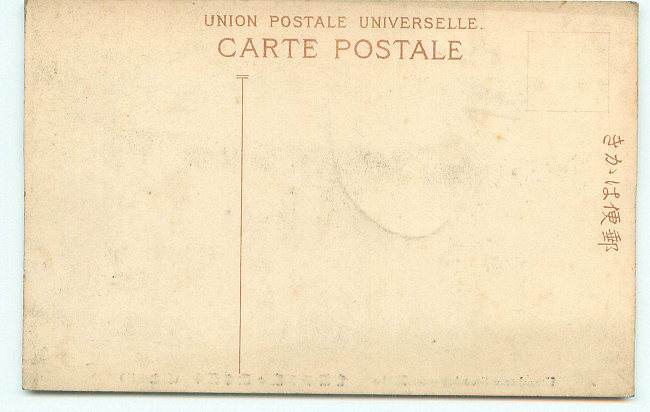 UNION POSTALE UNIVERSELLE.
CARTE POSTALE
郵便はかき